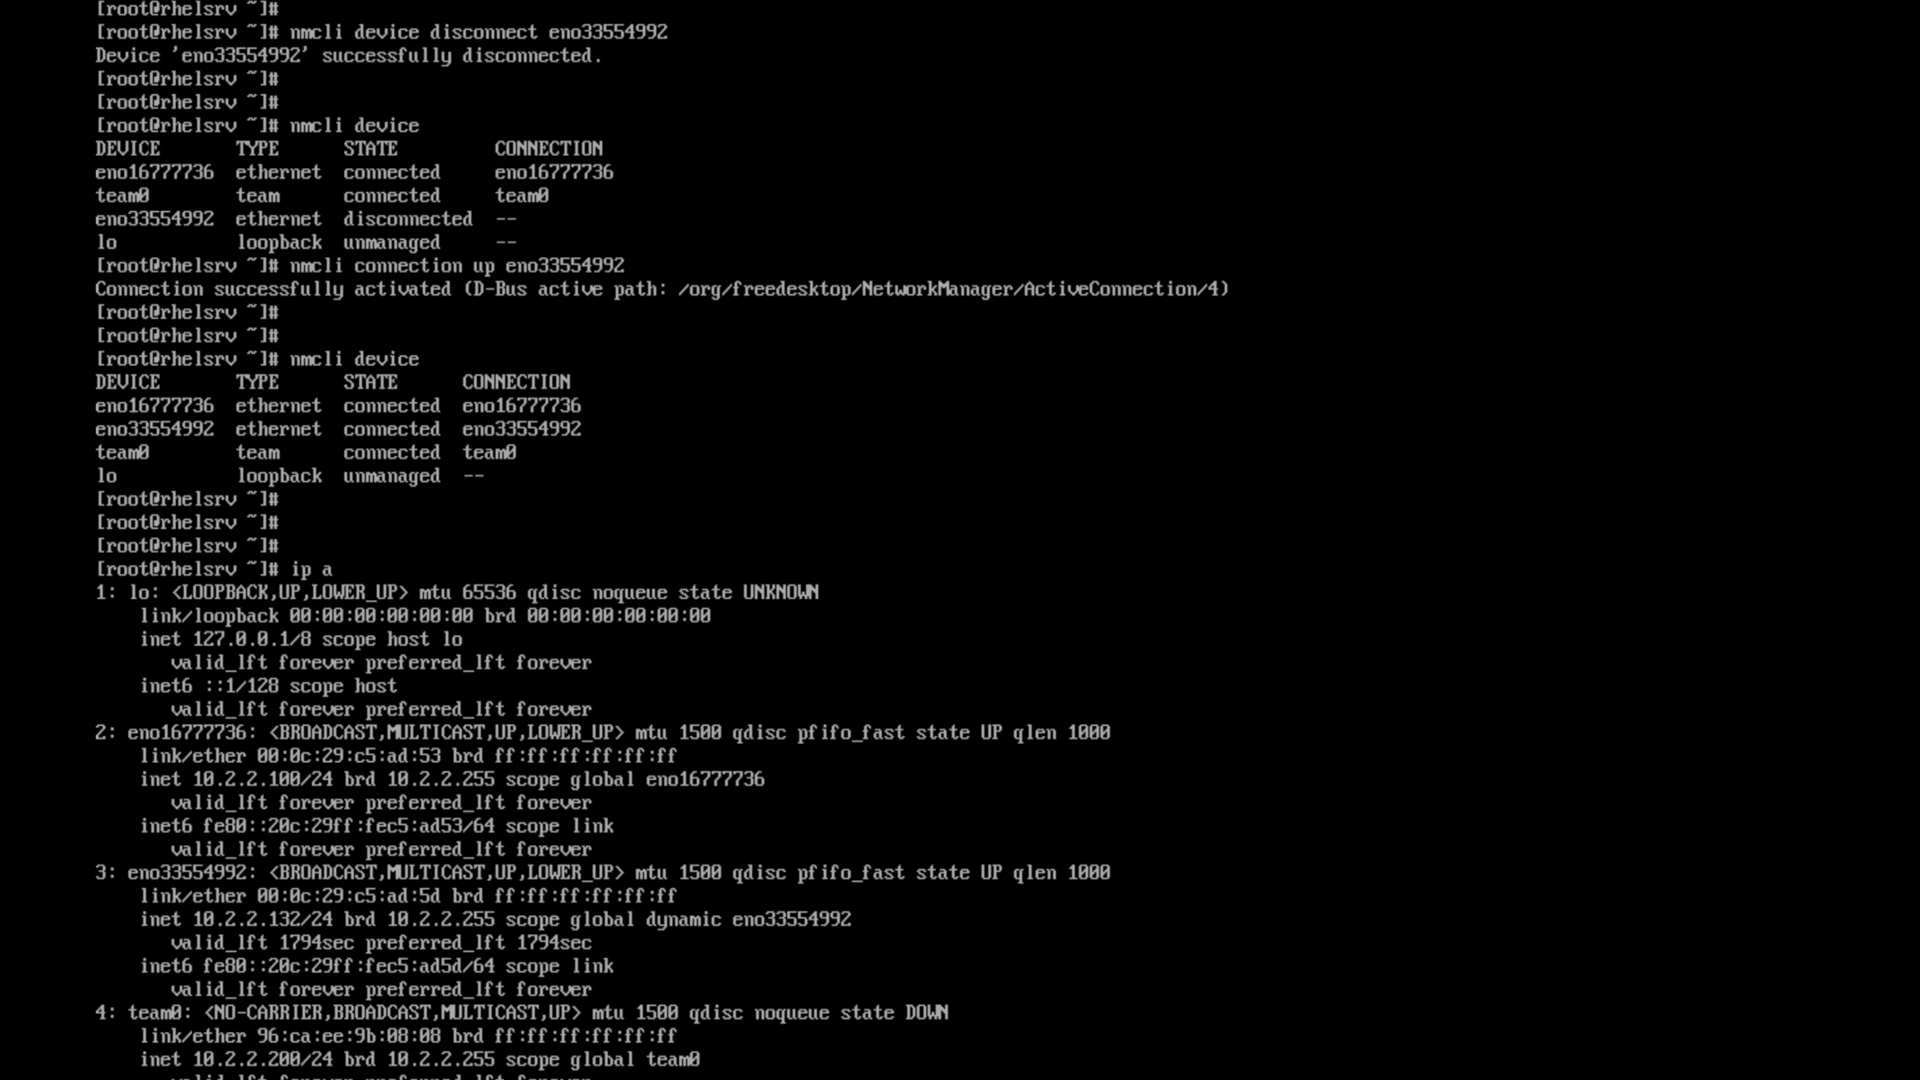 [root@rhelsrv ~]#
[root@rhelsrv ~]# nmcli device disconnect eno33554992
Device 'eno33554992' successfully disconnected.
[root@rhelsrv ~]#
[root@rhelsrv ~]#
[root@rhelsrv ~]# nmcli device
DEVICE       TYPE      STATE         CONNECTION
eno16777736  ethernet  connected     eno16777736
team0        team      connected     team0
eno33554992  ethernet  disconnected  --
lo           loopback  unmanaged     --
[root@rhelsrv ~]# nmcli connection up eno33554992
Connection successfully activated (D-Bus active path: /org/freedesktop/NetworkManager/ActiveConnection/4)
[root@rhelsrv ~]#
[root@rhelsrv ~]#
[root@rhelsrv ~]# nmcli device
DEVICE       TYPE      STATE      CONNECTION
eno16777736  ethernet  connected  eno16777736
eno33554992  ethernet  connected  eno33554992
team0        team      connected  team0
lo           loopback  unmanaged  --
[root@rhelsrv ~]#
[root@rhelsrv ~]#
[root@rhelsrv ~]#
[root@rhelsrv ~]# ip a
1: lo: <LOOPBACK,UP,LOWER_UP> mtu 65536 qdisc noqueue state UNKNOWN
    link/loopback 00:00:00:00:00:00 brd 00:00:00:00:00:00
    inet 127.0.0.1/8 scope host lo
       valid_lft forever preferred_lft forever
    inet6 ::1/128 scope host
       valid_lft forever preferred_lft forever
2: eno16777736: <BROADCAST,MULTICAST,UP,LOWER_UP> mtu 1500 qdisc pfifo_fast state UP qlen 1000
    link/ether 00:0c:29:c5:ad:53 brd ff:ff:ff:ff:ff:ff
    inet 10.2.2.100/24 brd 10.2.2.255 scope global eno16777736
       valid_lft forever preferred_lft forever
    inet6 fe80::20c:29ff:fec5:ad53/64 scope link
       valid_lft forever preferred_lft forever
3: eno33554992: <BROADCAST,MULTICAST,UP,LOWER_UP> mtu 1500 qdisc pfifo_fast state UP qlen 1000
    link/ether 00:0c:29:c5:ad:5d brd ff:ff:ff:ff:ff:ff
    inet 10.2.2.132/24 brd 10.2.2.255 scope global dynamic eno33554992
       valid_lft 1794sec preferred_lft 1794sec
    inet6 fe80::20c:29ff:fec5:ad5d/64 scope link
       valid_lft forever preferred_lft forever
4: team0: <NO-CARRIER,BROADCAST,MULTICAST,UP> mtu 1500 qdisc noqueue state DOWN
    link/ether 96:ca:ee:9b:08:08 brd ff:ff:ff:ff:ff:ff
    inet 10.2.2.200/24 brd 10.2.2.255 scope global team0
       valid_lft forever preferred_lft forever